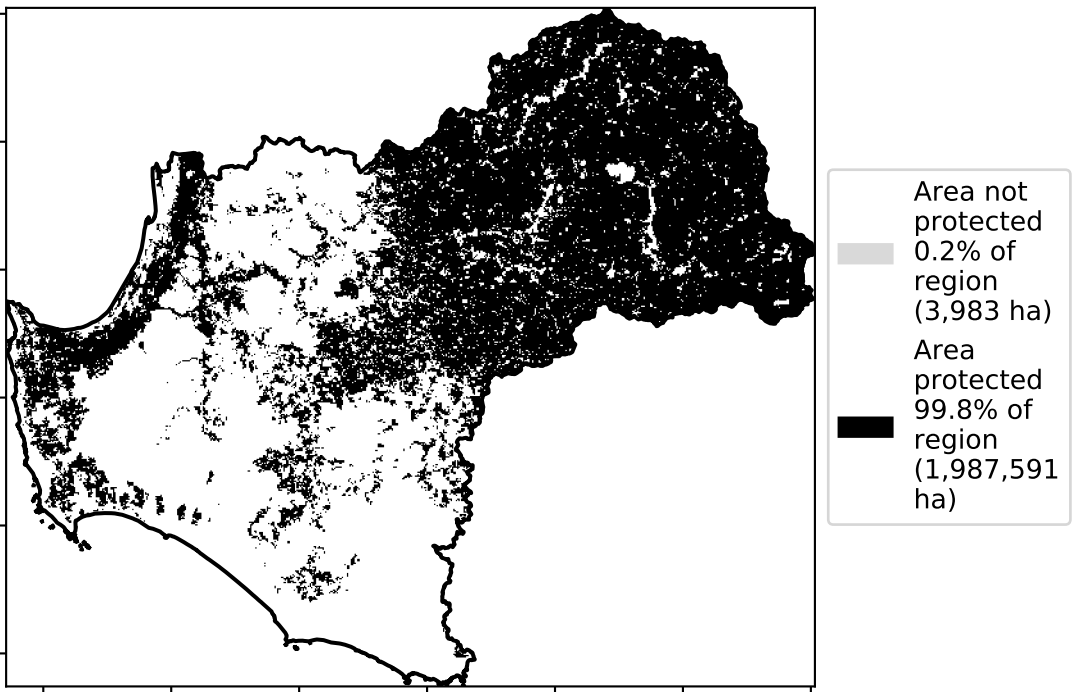 Area not
protected
0.2% of
region
(3,983 ha)
Area
protected
99.8% of
region
(1,987,591
ha)